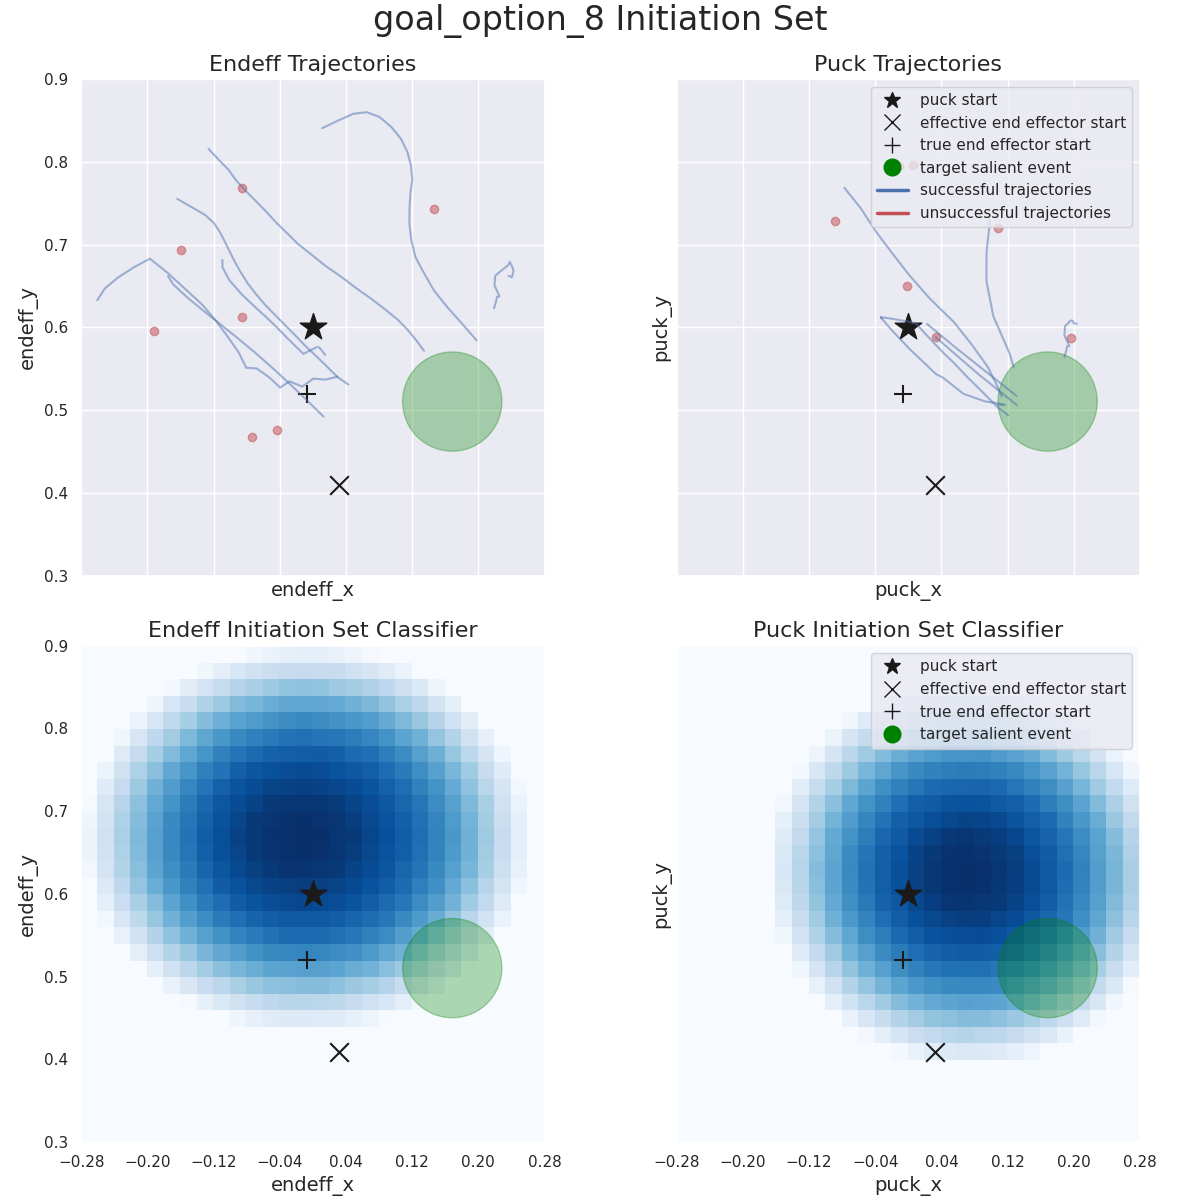 goal_option_8 Initiation Set
Endeff Trajectories
0.9
0.8
0.7
0.6
0.5
0.4
0.3
endeff_y
endeff_x
Puck Trajectories
puck start
effective end effector start
true end effector start
target salient event
successful trajectories
unsuccessful trajectories
puck_y
puck_x
Endeff Initiation Set Classifier
0.9
0.8
0.7
0.6
0.5
0.4
0.3
endeff_y
−0.28 −0.20 −0.12 −0.04 0.04 0.12 0.20 0.28
endeff_x
Puck Initiation Set Classifier
puck start
effective end effector start
true end effector start
target salient event
puck_y
−0.28 −0.20 −0.12 −0.04 0.04 0.12 0.20 0.28
puck_x